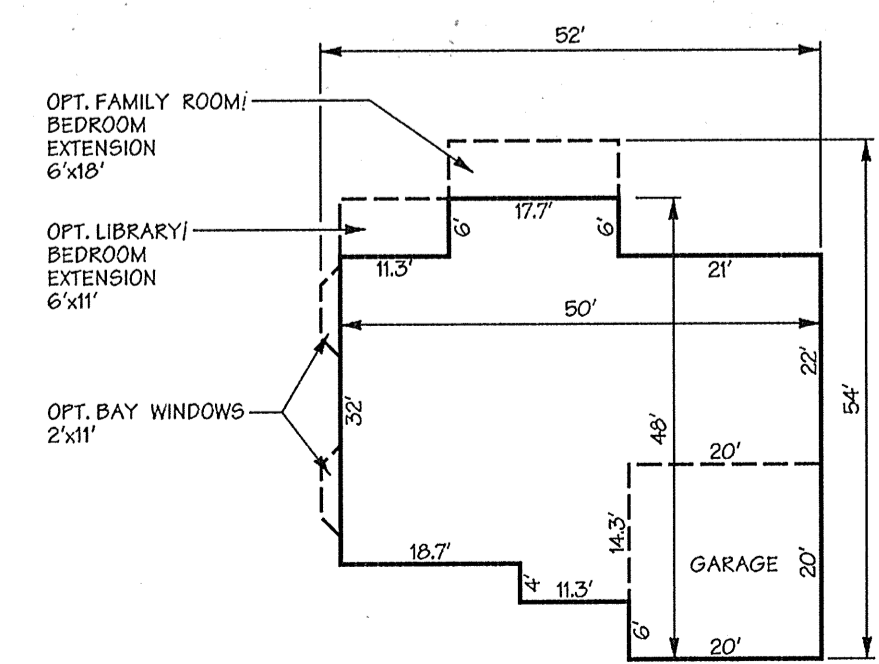 52'
OPT. FAMILY ROOM/
BEDROOM
EXTENSION
6'x18'
17.7'
6'
6'
OPT. LIBRARY/
BEDROOM
EXTENSION
6'x11'
11.3'
21'
50'
22'
54'
OPT. BAY WINDOWS
2'x11'
32'
48'
20'
14.3'
GARAGE
20'
18.7'
4'
11.3'
6'
20'